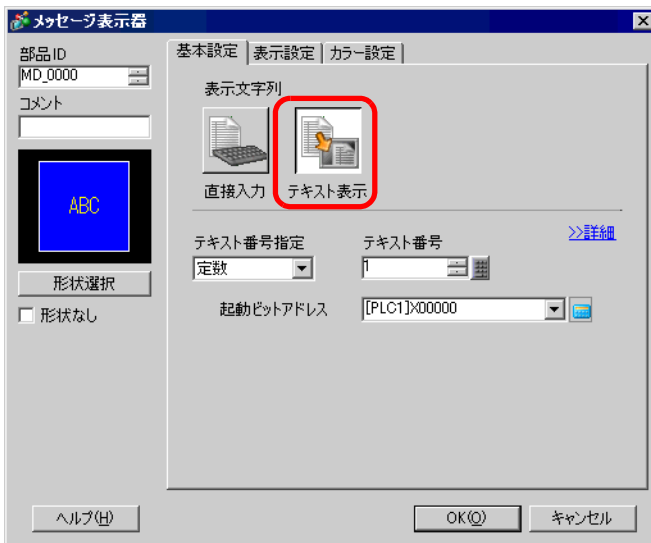 メッセージ表示器
部品ID
MD_0000
コメント
ABC
形状選択
形状なし
基本設定 表示設定 カラー設定
表示文字列
直接入力 テキスト表示
>>詳細
テキスト番号指定 テキスト番号
定数 1
起動ビットアドレス [PLC1]X00000
ヘルプ(H) OK(O) キャンセル